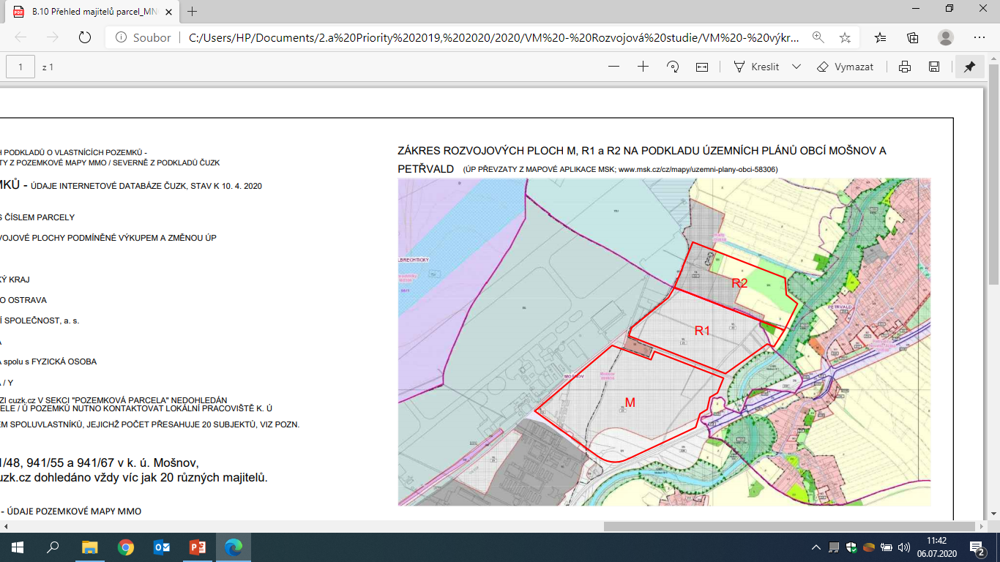 B.10 Přehled majitelů parcel_MN
Soubor
C:/Users/HP/Documents/2.a%20Priority%202019,%202020/2020/VM%20-%20Rozvojová%20studie/VM%20-%20výkr...
1
z 1
Kreslit
Vymazat
H PODKLADŮ O VLASTNÍCÍCH POZEMKŮ -
TY Z POZEMKOVÉ MAPY MMO / SEVERNĚ Z PODKLADŮ ČUZK
MKŮ - ÚDAJE INTERNETOVÉ DATABÁZE ČUZK, STAV K 10. 4. 2020
S ČÍSLEM PARCELY
VOJOVÉ PLOCHY PODMÍNĚNÉ VÝKUPEM A ZMĚNOU ÚP
KÝ KRAJ
O OSTRAVA
Í SPOLEČNOST, a. s.
A
A spolu s FYZICKÁ OSOBA
A / Y
ZI cuzk.cz V SEKCI "POZEMKOVÁ PARCELA" NEDOHLEDÁN
ELE / Ú POZEMKŮ NUTNO KONTAKTOVAT LOKÁLNÍ PRACOVIŠTĚ K. Ú
EM SPOLUVLASTNÍKŮ, JEJICHŽ POČET PŘESAHUJE 20 SUBJEKTŮ, VIZ POZN.
1/48, 941/55 a 941/67 v k. ú. Mošnov,
uzk.cz dohledáno vždy víc jak 20 různých majitelů.
- ÚDAJE POZEMKOVÉ MAPY MMO
ZÁKRES ROZVOJOVÝCH PLOCH M, R1 a R2 NA PODKLADU ÚZEMNÍCH PLÁNŮ OBCÍ MOŠNOV A
PETŘVALD (ÚP PŘEVZATY Z MAPOVÉ APLIKACE MSK; www.msk.cz/cz/mapy/uzemni-plany-obci-58306)
LBRECHTICKY
R2
PETŘVALD
R1
MOŠNOV
M
11:42
06.07.2020
2